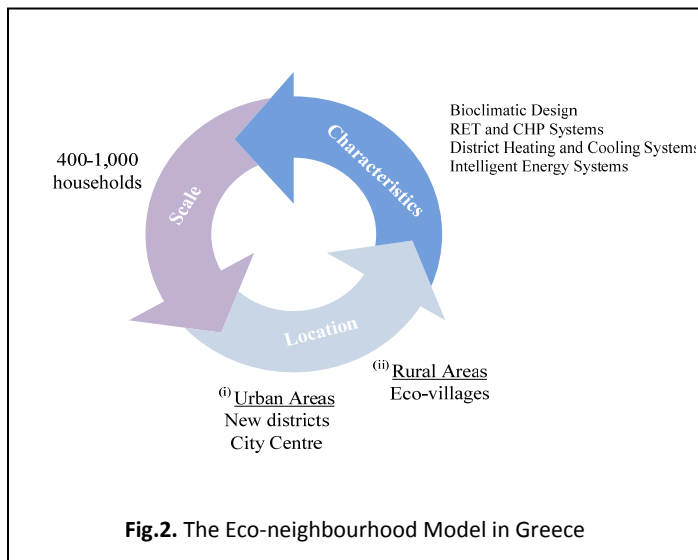 Bioclimatic Design
RET and CHP Systems
District Heating and Cooling Systems
Intelligent Energy Systems
400-1,000
households
Characteristics
Scale
Location
(i) Urban Areas
New districts
City Centre
(ii) Rural Areas
Eco-villages
Fig.2. The Eco-neighbourhood Model in Greece